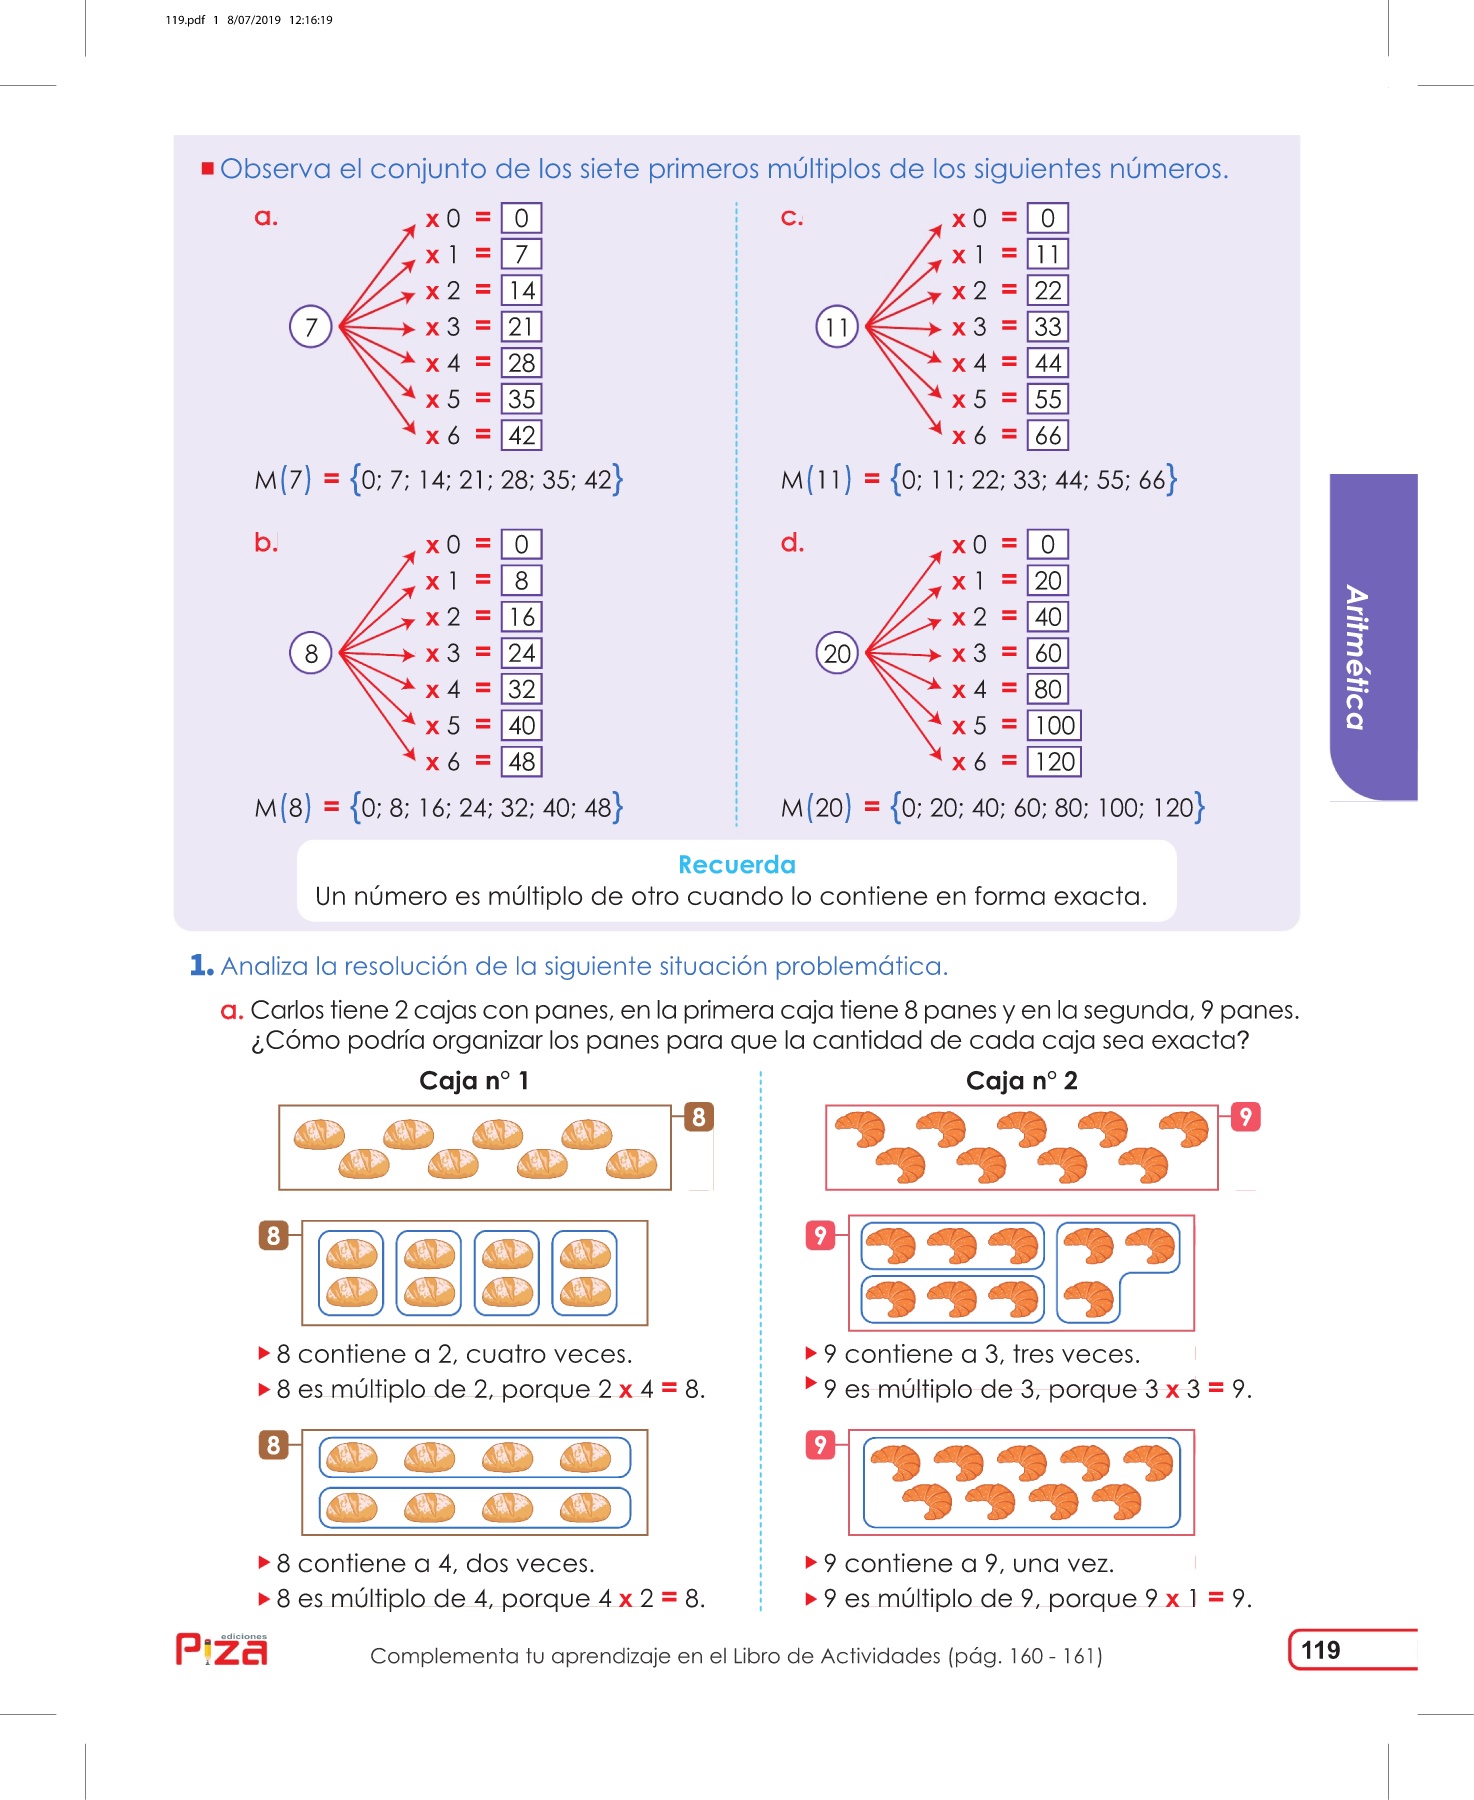 119.pdf 1 8/07/2019 12:16:19
Observa el conjunto de los siete primeros múltiplos de los siguientes números.
a.
7
x 0 = 0
x 1 = 7
x 2 = 14
x 3 = 21
x 4 = 28
x 5 = 35
x 6 = 42
M(7) = {0; 7; 14; 21; 28; 35; 42}
b.
8
x 0 = 0
x 1 = 8
x 2 = 16
x 3 = 24
x 4 = 32
x 5 = 40
x 6 = 48
M(8) = {0; 8; 16; 24; 32; 40; 48}
c.
11
x 0 = 0
x 1 = 11
x 2 = 22
x 3 = 33
x 4 = 44
x 5 = 55
x 6 = 66
M(11) = {0; 11; 22; 33; 44; 55; 66}
d.
20
x 0 = 0
x 1 = 20
x 2 = 40
x 3 = 60
x 4 = 80
x 5 = 100
x 6 = 120
M(20) = {0; 20; 40; 60; 80; 100; 120}
Recuerda
Un número es múltiplo de otro cuando lo contiene en forma exacta.
Aritmética
1. Analiza la resolución de la siguiente situación problemática.
a. Carlos tiene 2 cajas con panes, en la primera caja tiene 8 panes y en la segunda, 9 panes.
¿Cómo podría organizar los panes para que la cantidad de cada caja sea exacta?
Caja n° 1
8
8
8 contiene a 2, cuatro veces.
8 es múltiplo de 2, porque 2 x 4 = 8.
8
8 contiene a 4, dos veces.
8 es múltiplo de 4, porque 4 x 2 = 8.
Caja n° 2
9
9
9 contiene a 3, tres veces.
9 es múltiplo de 3, porque 3 x 3 = 9.
9
9 contiene a 9, una vez.
9 es múltiplo de 9, porque 9 x 1 = 9.
ediciones
Piza
Complementa tu aprendizaje en el Libro de Actividades (pág. 160 - 161)
119